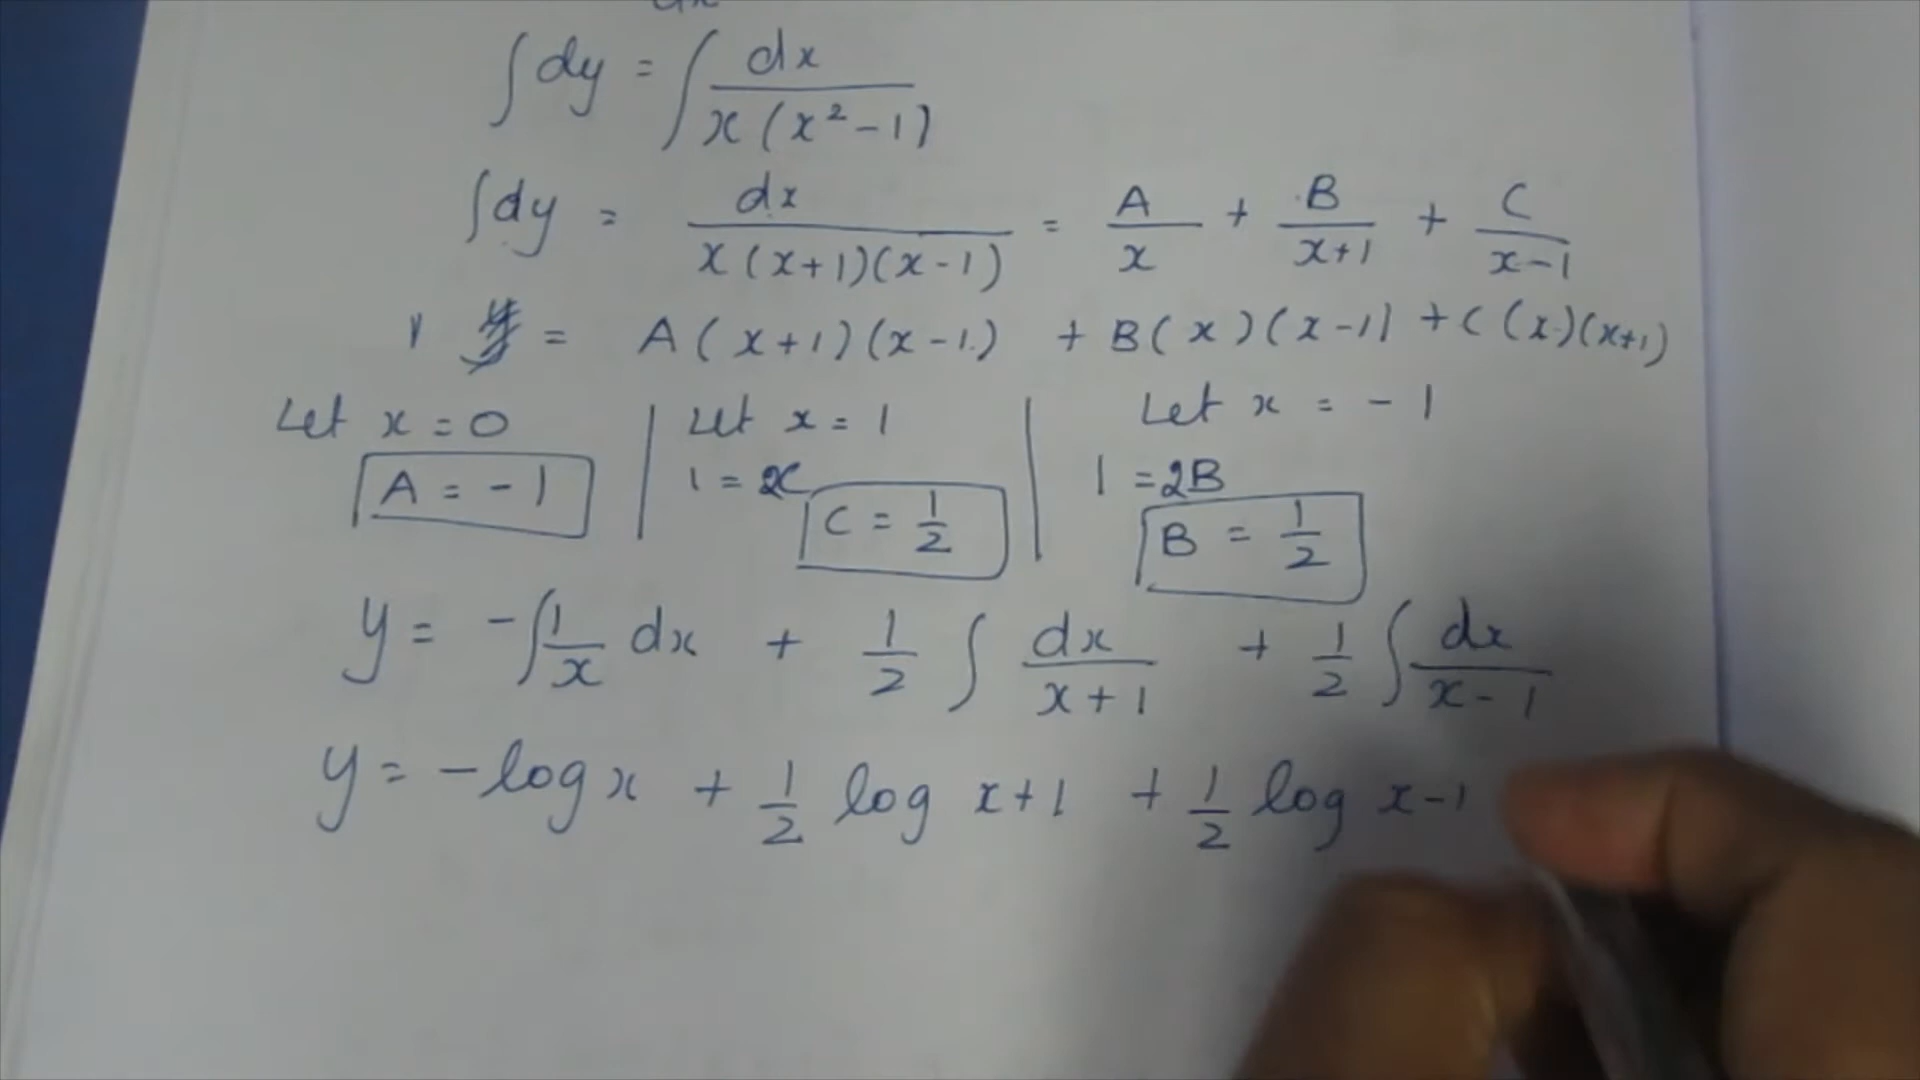 ∫dy = ∫ dx / x(x²-1)
∫dy = dx / x(x+1)(x-1) = A/x + B/x+1 + C/x-1
1 = A(x+1)(x-1) + B(x)(x-1) + C(x)(x+1)
Let x = 0 | Let x = 1 | Let x = -1
A = -1 | 1 = 2C | 1 = 2B
C = 1/2 | B = 1/2
y = -∫1/x dx + 1/2 ∫ dx/x+1 + 1/2 ∫ dx/x-1
y = -log x + 1/2 log x+1 + 1/2 log x-1